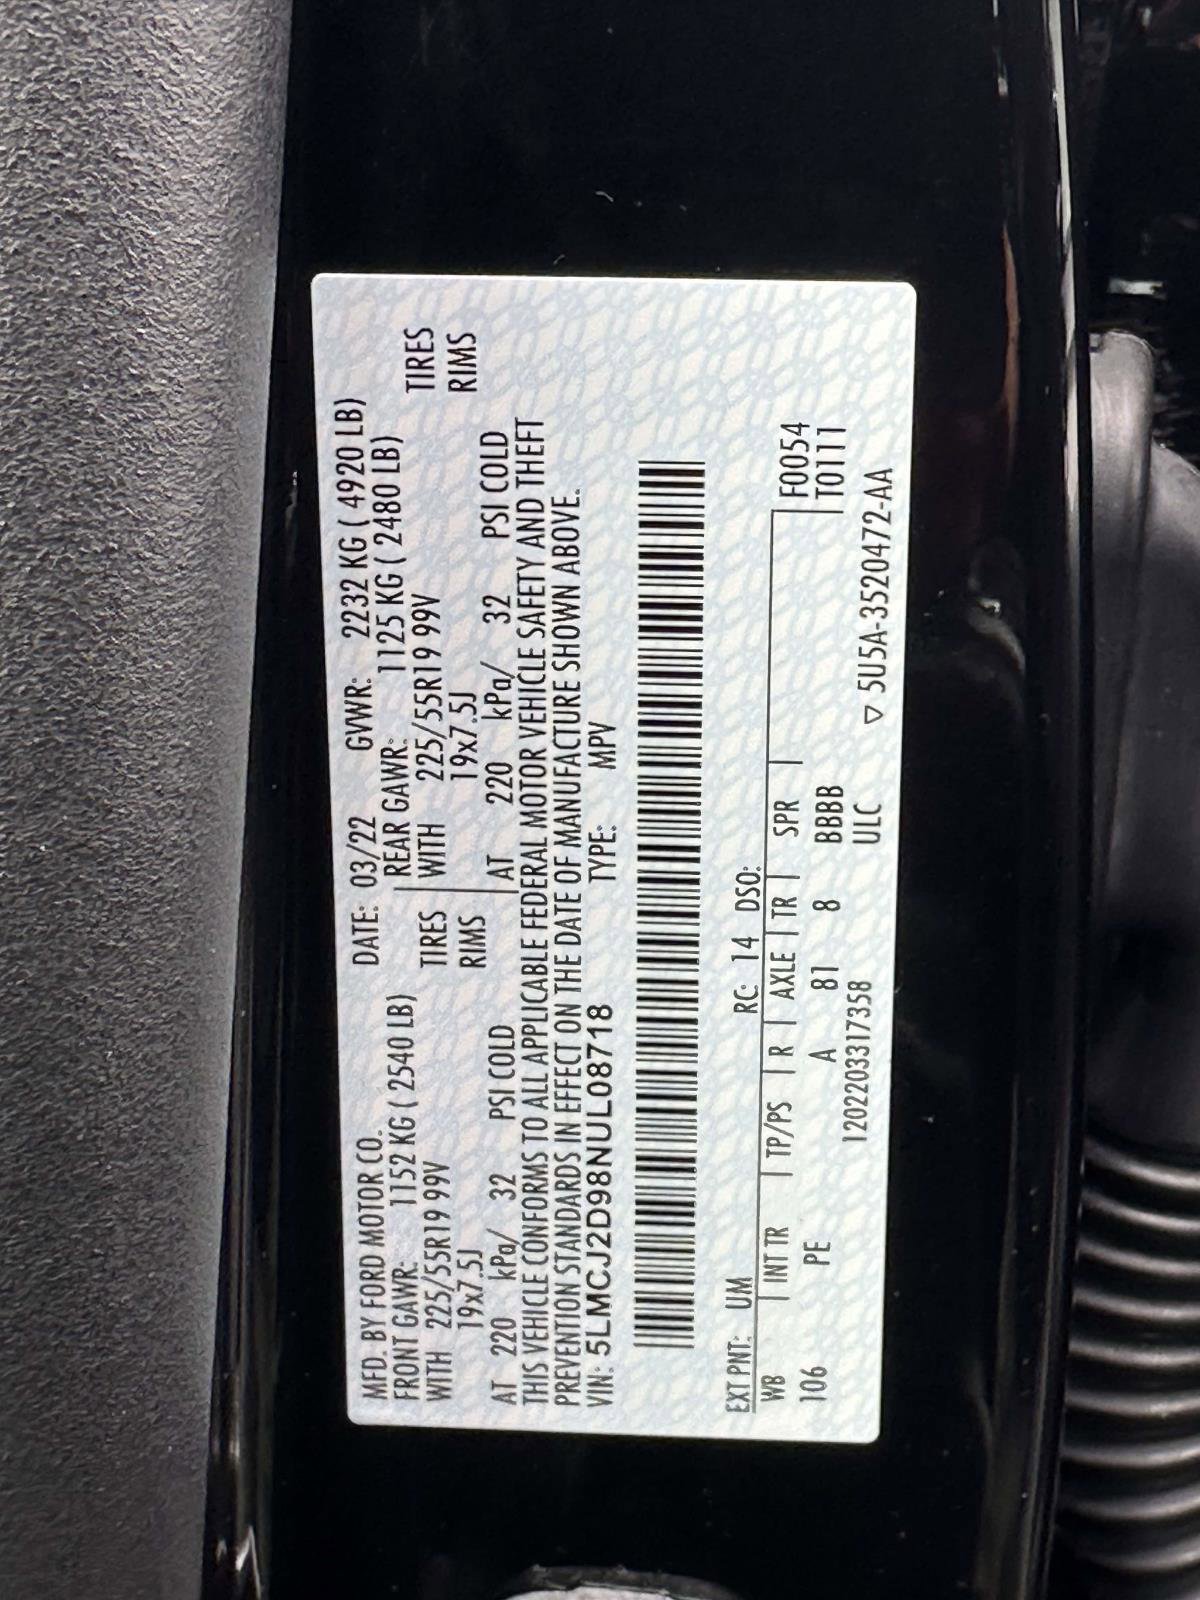 MFD. BY FORD MOTOR CO. DATE: 03/22 GVWR: 2232 KG ( 4920 LB)
FRONT GAWR: 1152 KG ( 2540 LB) REAR GAWR: 1125 KG ( 2480 LB)
WITH 225/55R19 99V TIRES WITH 225/55R19 99V TIRES
19x7.5J RIMS 19x7.5J RIMS
AT 220 kPa/ 32 PSI COLD AT 220 kPa/ 32 PSI COLD
THIS VEHICLE CONFORMS TO ALL APPLICABLE FEDERAL MOTOR VEHICLE SAFETY AND THEFT
PREVENTION STANDARDS IN EFFECT ON THE DATE OF MANUFACTURE SHOWN ABOVE.
VIN: 5LMCJ2D98NUL08718 TYPE: MPV
EXT PNT: UM RC: 14 DSO:
WB INT TR TP/PS R AXLE TR SPR F0054
106 PE A 81 8 BBBB T0111
1202203317358 ULC ▽ 5U5A-3520472-AA